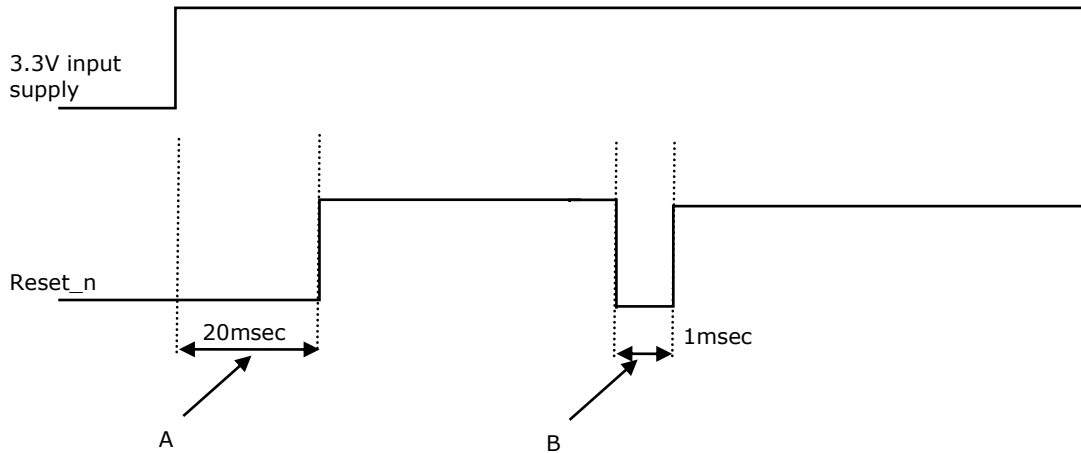 3.3V input
supply
Reset_n
20msec
1msec
A
B